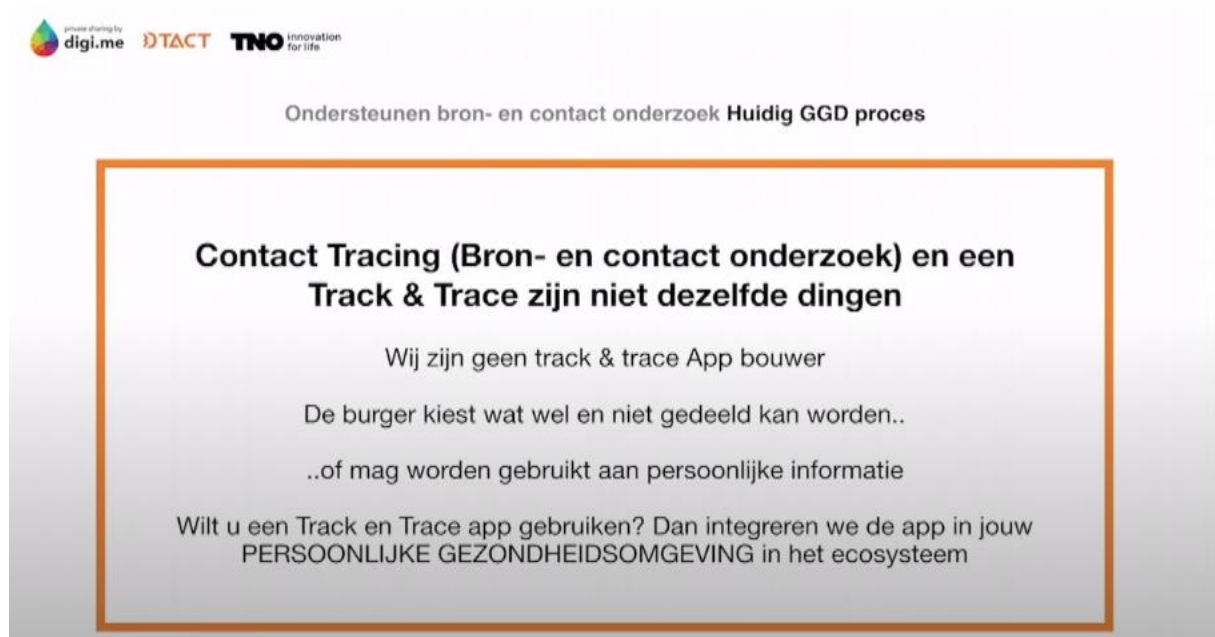 private sharing by
digi.me DTACT TNO innovation for life
Ondersteunen bron- en contact onderzoek Huidig GGD proces
Contact Tracing (Bron- en contact onderzoek) en een
Track & Trace zijn niet dezelfde dingen
Wij zijn geen track & trace App bouwer
De burger kiest wat wel en niet gedeeld kan worden..
..of mag worden gebruikt aan persoonlijke informatie
Wilt u een Track en Trace app gebruiken? Dan integreren we de app in jouw
PERSOONLIJKE GEZONDHEIDSOMGEVING in het ecosysteem